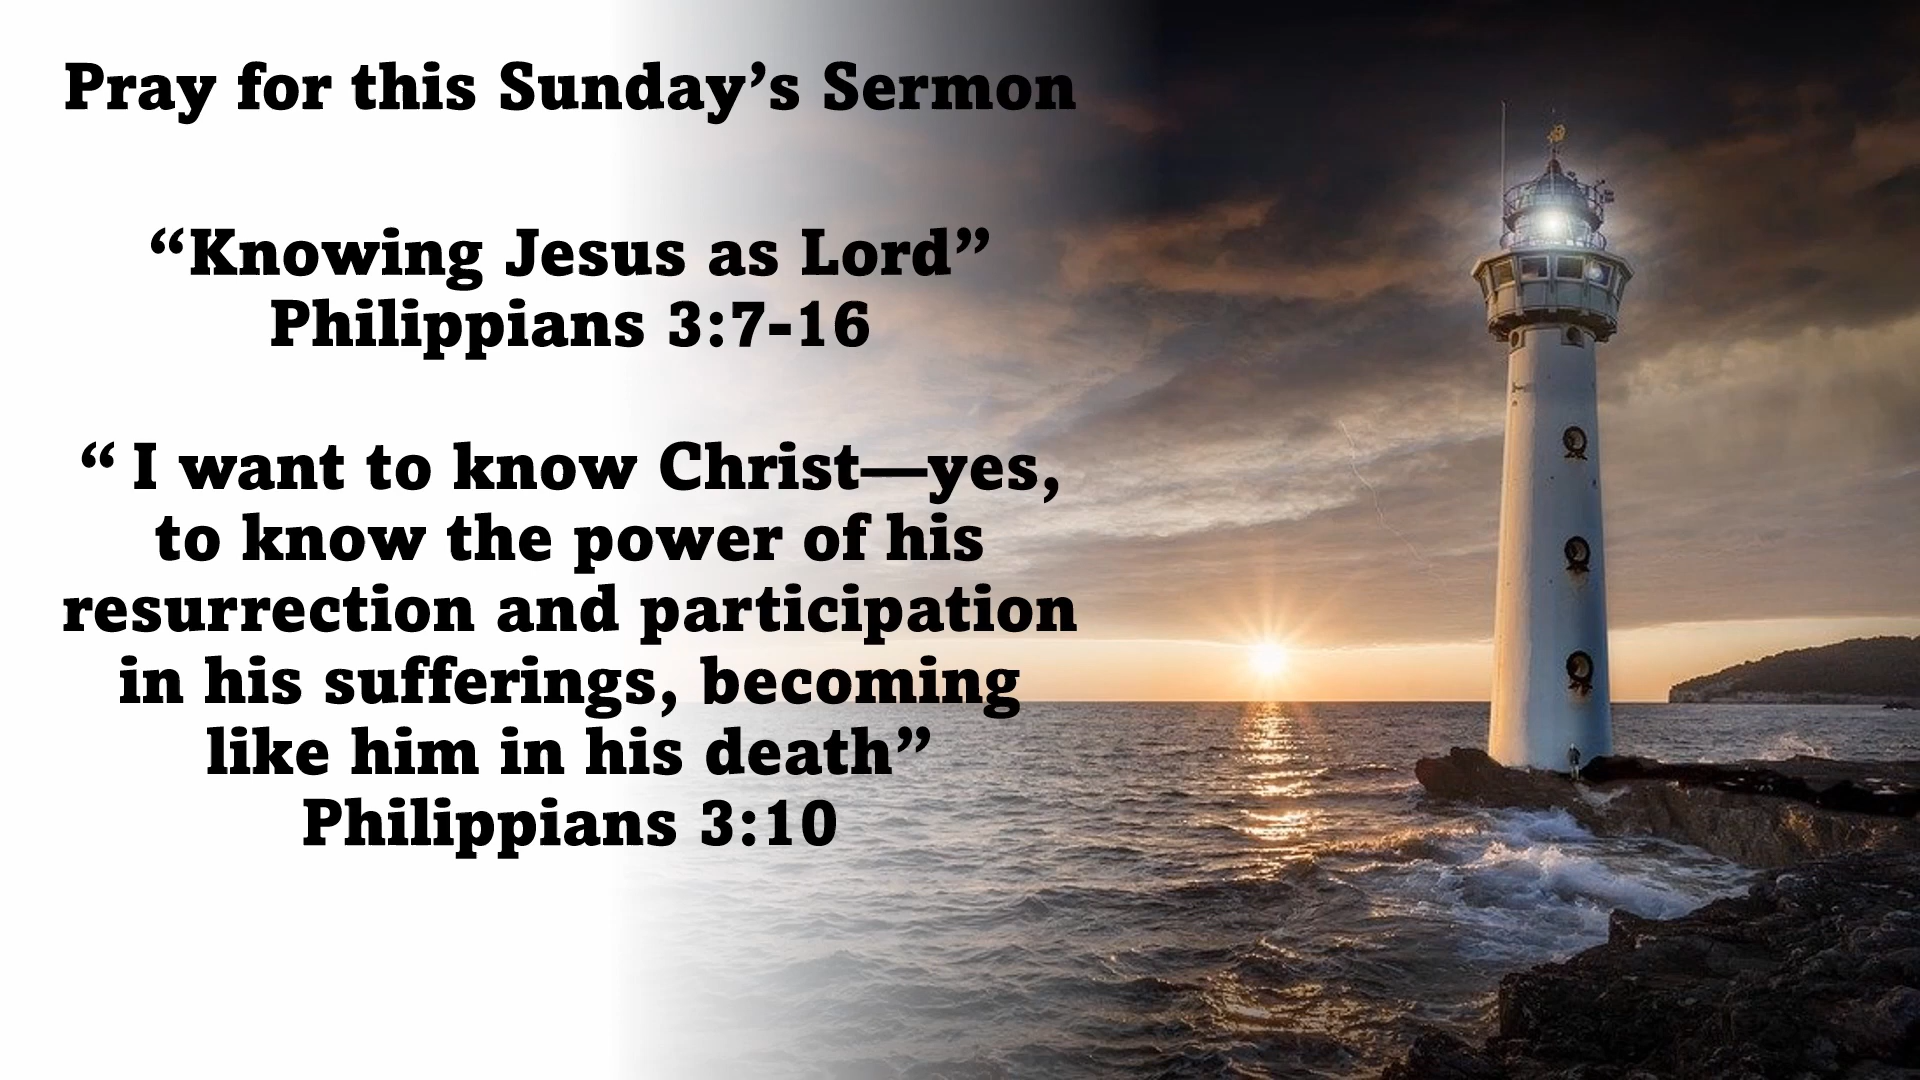 Pray for this Sunday’s Sermon
“Knowing Jesus as Lord”
Philippians 3:7-16
“ I want to know Christ—yes,
to know the power of his
resurrection and participation
in his sufferings, becoming
like him in his death”
Philippians 3:10